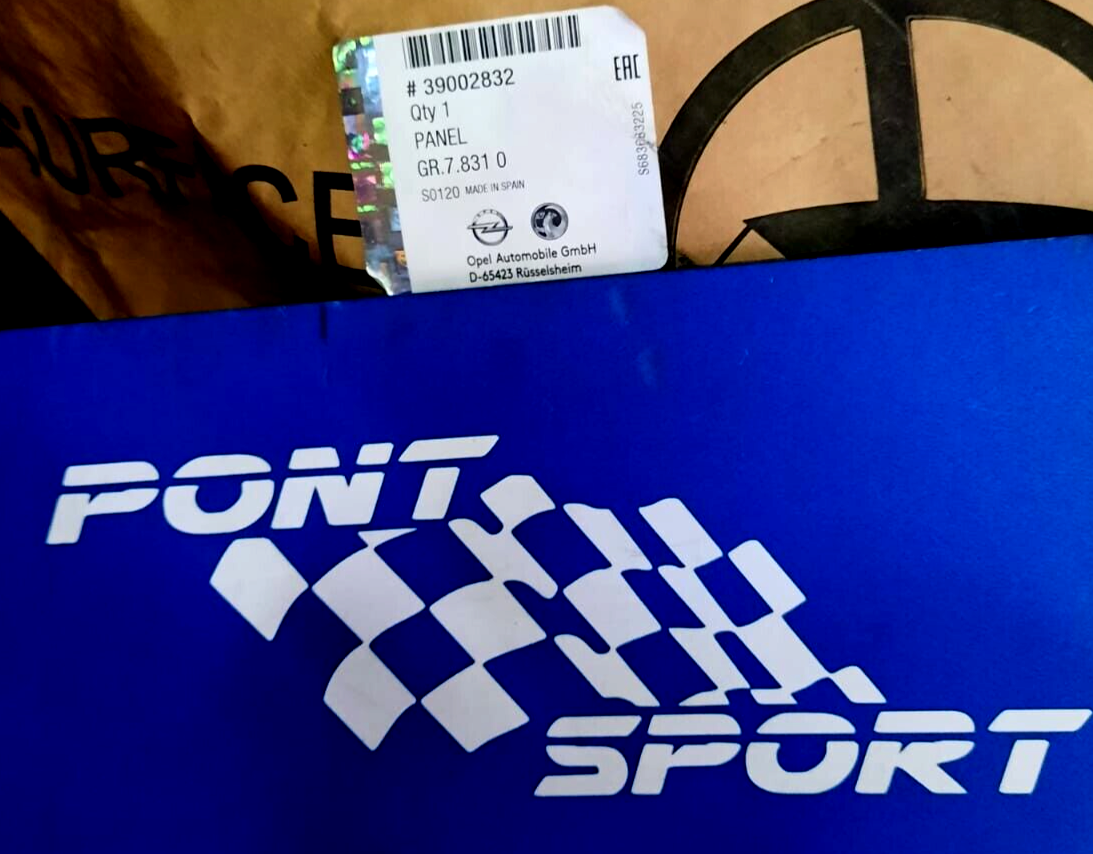 # 39002832
EAC
Qty 1
PANEL
GR.7.831 0
S0120 MADE IN SPAIN
S683683225
Opel Automobile GmbH
D-65423 Rüsselsheim
PONT
SPORT